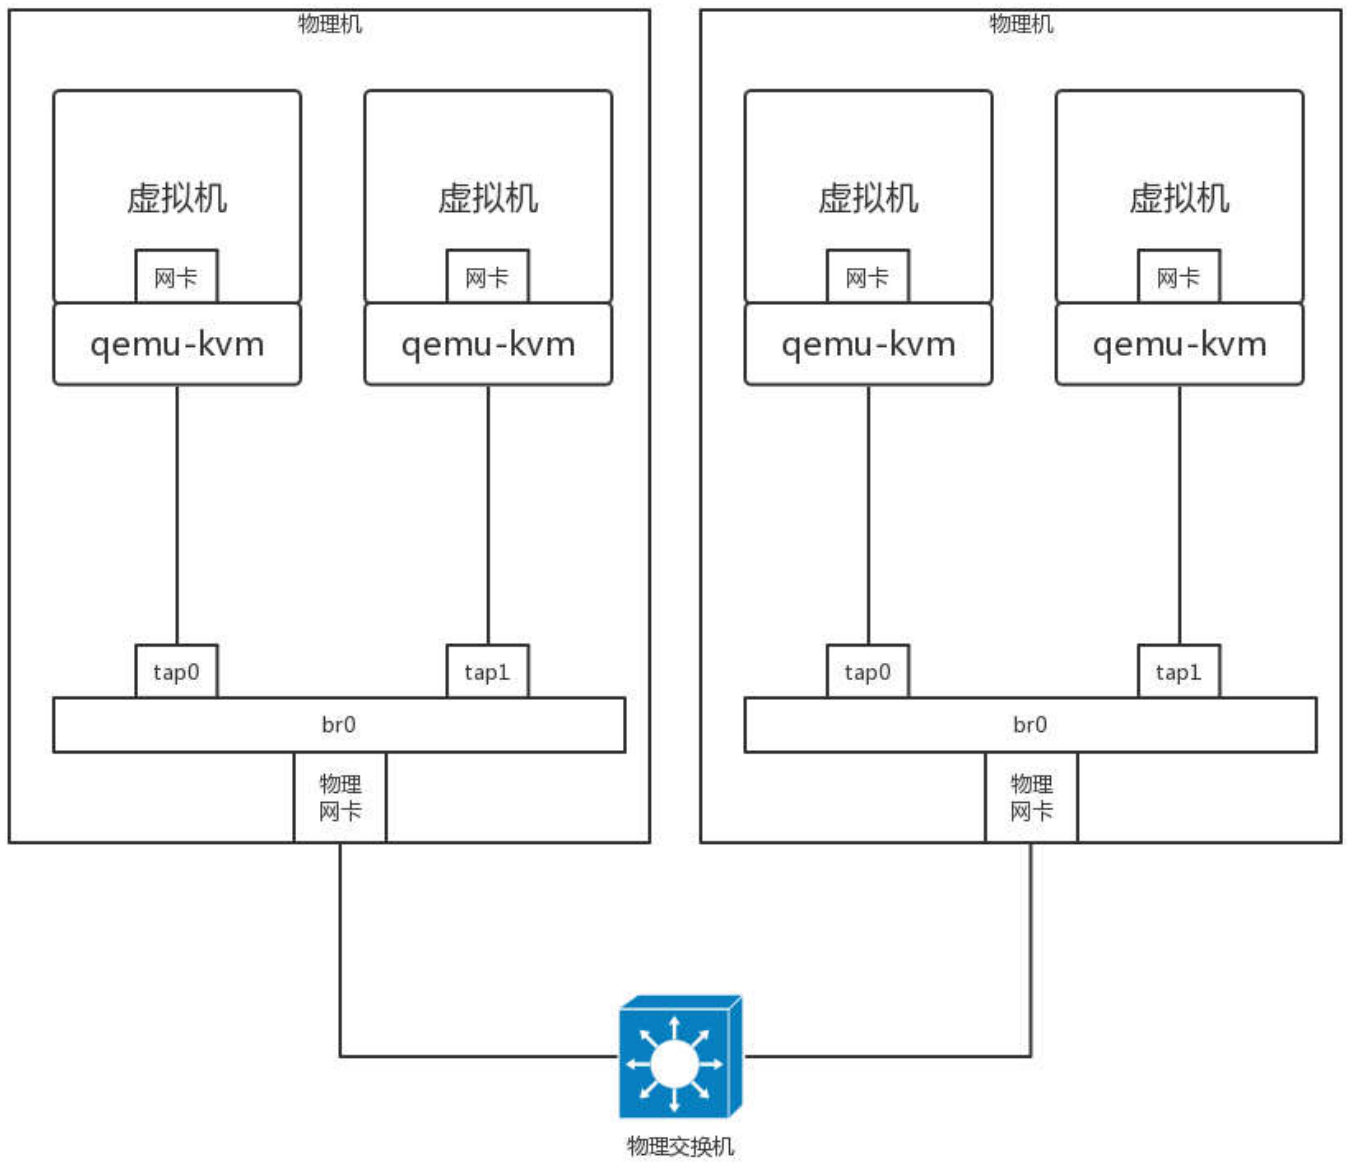 物理机
物理机
虚拟机
虚拟机
虚拟机
虚拟机
网卡
网卡
网卡
网卡
qemu-kvm
qemu-kvm
qemu-kvm
qemu-kvm
tap0
tap1
tap0
tap1
br0
br0
物理
网卡
物理
网卡
物理交换机